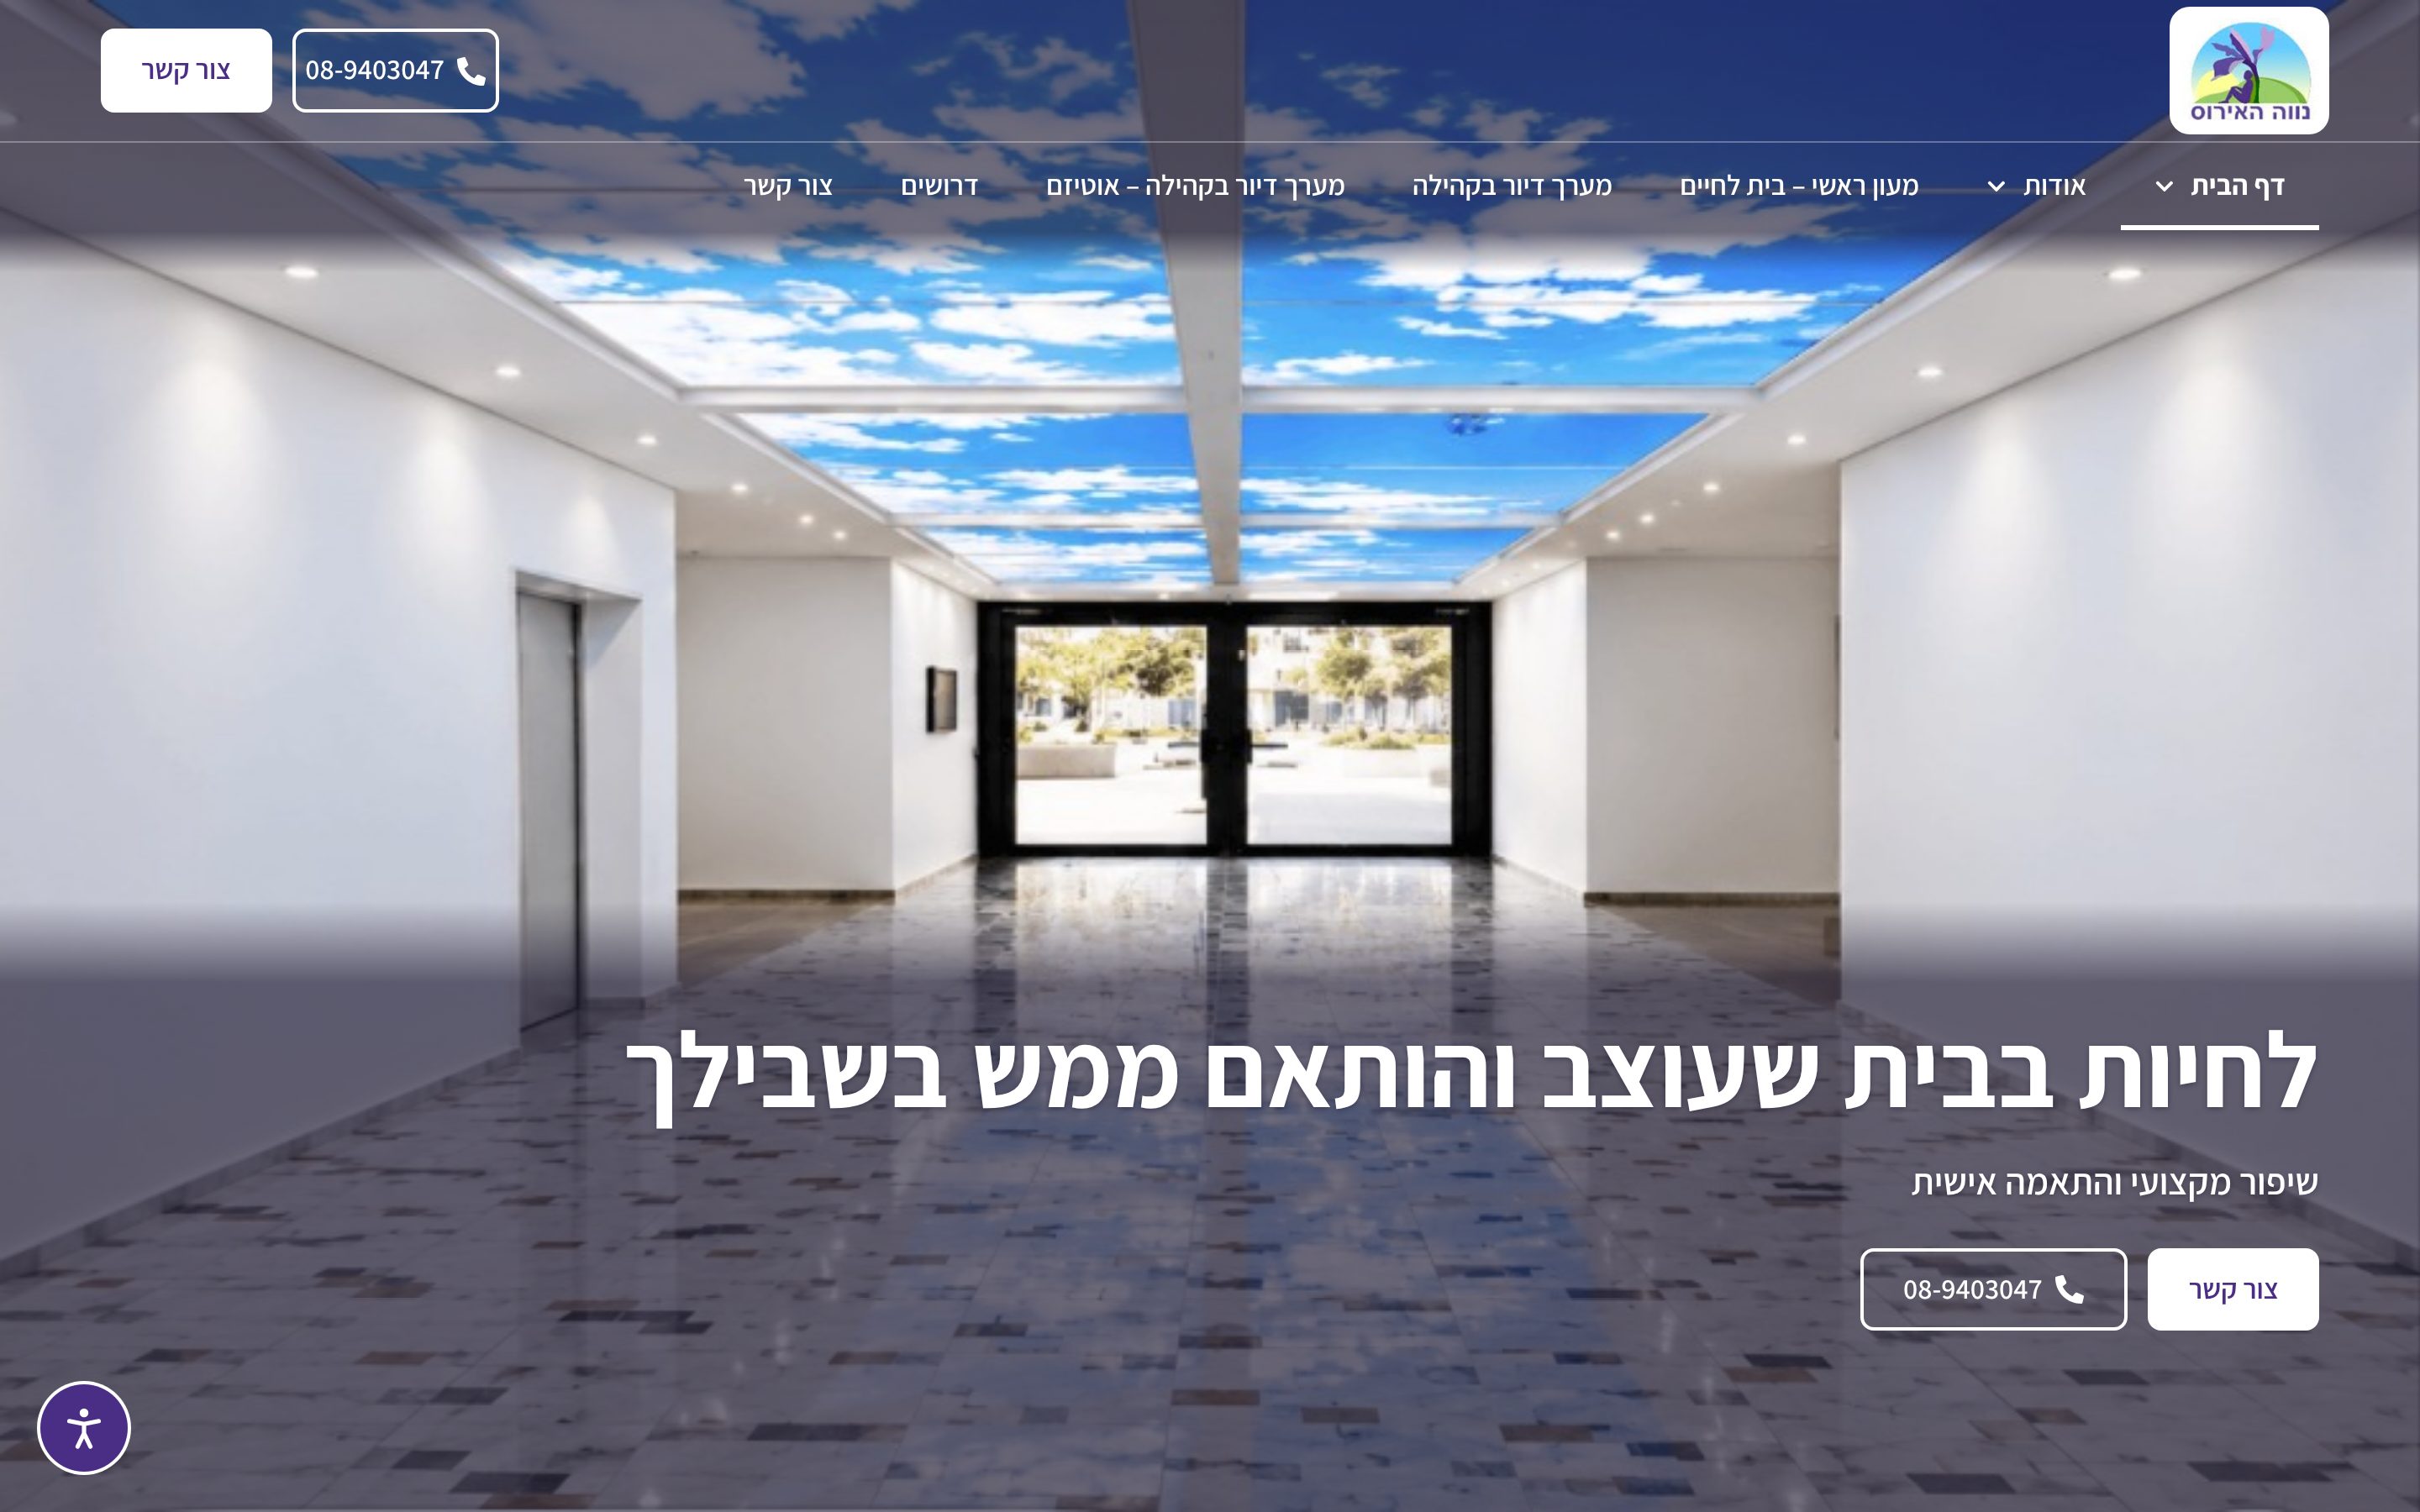 נווה האירוס
08-9403047
צור קשר
דף הבית
אודות
מעון ראשי – בית לחיים
מערך דיור בקהילה
מערך דיור בקהילה – אוטיזם
דרושים
צור קשר
לחיות בבית שעוצב והותאם ממש בשבילך
שיפור מקצועי והתאמה אישית
צור קשר
08-9403047